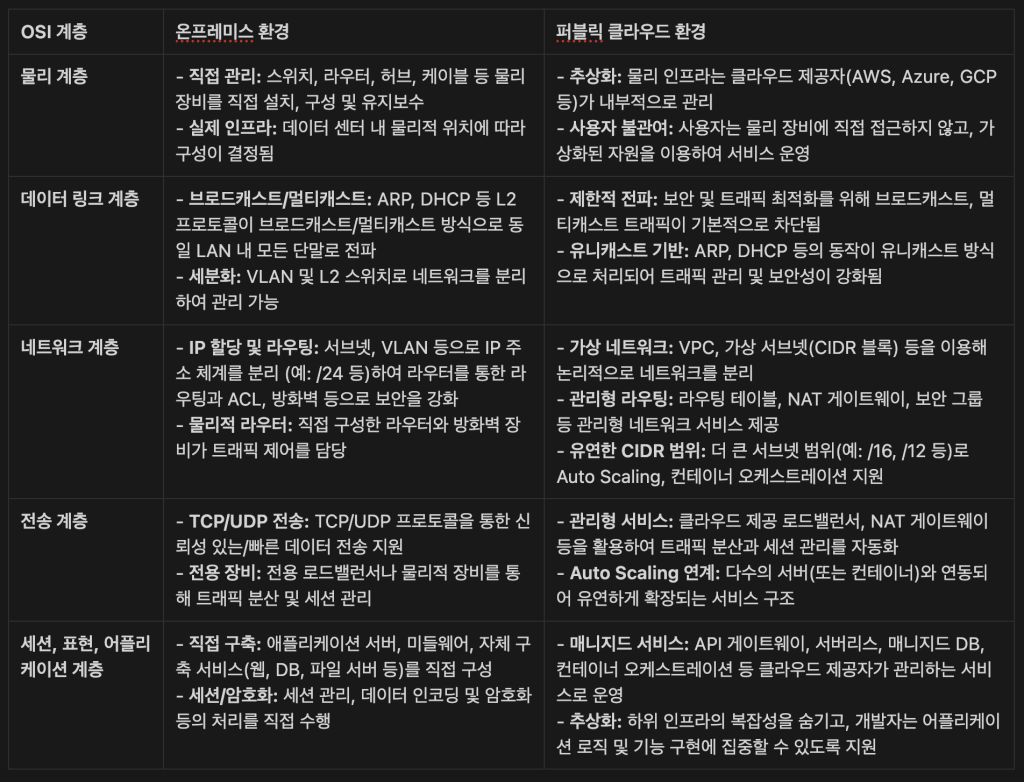 OSI 계층
온프레미스 환경
퍼블릭 클라우드 환경
물리 계층
- 직접 관리: 스위치, 라우터, 허브, 케이블 등 물리
장비를 직접 설치, 구성 및 유지보수
- 실제 인프라: 데이터 센터 내 물리적 위치에 따라
구성이 결정됨
- 추상화: 물리 인프라는 클라우드 제공자(AWS, Azure, GCP
등)가 내부적으로 관리
- 사용자 불관여: 사용자는 물리 장비에 직접 접근하지 않고, 가
상화된 자원을 이용하여 서비스 운영
데이터 링크 계층
- 브로드캐스트/멀티캐스트: ARP, DHCP 등 L2
프로토콜이 브로드캐스트/멀티캐스트 방식으로 동
일 LAN 내 모든 단말로 전파
- 세분화: VLAN 및 L2 스위치로 네트워크를 분리
하여 관리 가능
- 제한적 전파: 보안 및 트래픽 최적화를 위해 브로드캐스트, 멀
티캐스트 트래픽이 기본적으로 차단됨
- 유니캐스트 기반: ARP, DHCP 등의 동작이 유니캐스트 방식
으로 처리되어 트래픽 관리 및 보안성이 강화됨
네트워크 계층
- IP 할당 및 라우팅: 서브넷, VLAN 등으로 IP 주
소 체계를 분리 (예: /24 등)하여 라우터를 통한 라
우팅과 ACL, 방화벽 등으로 보안을 강화
- 물리적 라우터: 직접 구성한 라우터와 방화벽 장
비가 트래픽 제어를 담당
- 가상 네트워크: VPC, 가상 서브넷(CIDR 블록) 등을 이용해
논리적으로 네트워크를 분리
- 관리형 라우팅: 라우팅 테이블, NAT 게이트웨이, 보안 그룹
등 관리형 네트워크 서비스 제공
- 유연한 CIDR 범위: 더 큰 서브넷 범위(예: /16, /12 등)로
Auto Scaling, 컨테이너 오케스트레이션 지원
전송 계층
- TCP/UDP 전송: TCP/UDP 프로토콜을 통한 신
뢰성 있는/빠른 데이터 전송 지원
- 전용 장비: 전용 로드밸런서나 물리적 장비를 통
해 트래픽 분산 및 세션 관리
- 관리형 서비스: 클라우드 제공 로드밸런서, NAT 게이트웨이
등을 활용하여 트래픽 분산과 세션 관리를 자동화
- Auto Scaling 연계: 다수의 서버(또는 컨테이너)와 연동되
어 유연하게 확장되는 서비스 구조
세션, 표현, 어플리
케이션 계층
- 직접 구축: 애플리케이션 서버, 미들웨어, 자체 구
축 서비스(웹, DB, 파일 서버 등)를 직접 구성
- 세션/암호화: 세션 관리, 데이터 인코딩 및 암호화
등의 처리를 직접 수행
- 매니지드 서비스: API 게이트웨이, 서버리스, 매니지드 DB,
컨테이너 오케스트레이션 등 클라우드 제공자가 관리하는 서비
스로 운영
- 추상화: 하위 인프라의 복잡성을 숨기고, 개발자는 어플리케이
션 로직 및 기능 구현에 집중할 수 있도록 지원